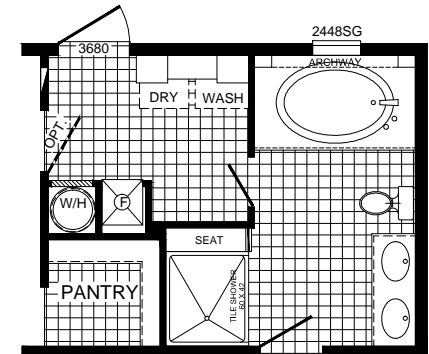 3680
2448SG
ARCHWAY
DRY
WASH
OPT.
W/H
F
SEAT
TILE SHOWER
60 X 42
PANTRY